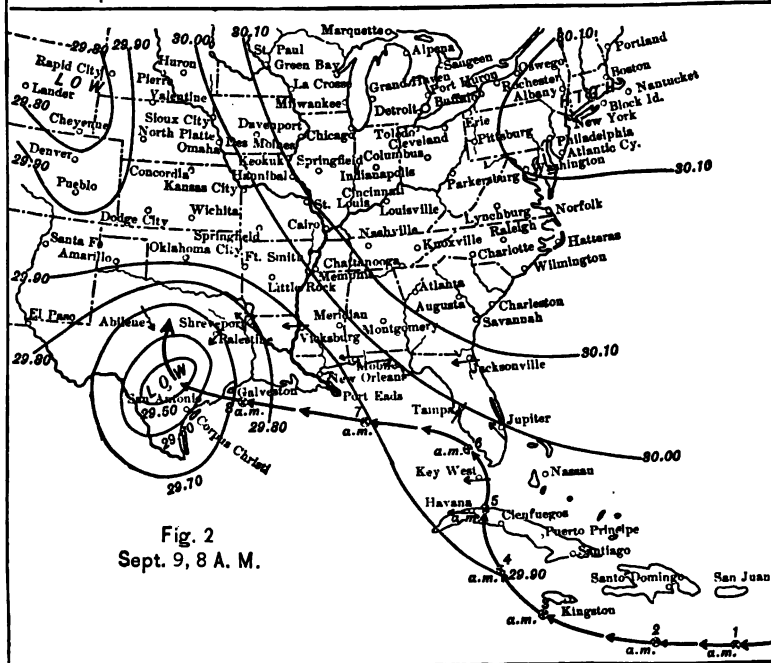 29.80
29.90
30.00
30.10
Marquette
30.10
Portland
Huron
St. Paul
Alpena
Rapid City
Green Bay
Saugeen
Oswego
LOW
Pierre
La Crosse
Grand Haven
Port Huron
Rochester
Boston
Lander
Valentine
Milwaukee
Detroit
Buffalo
Albany
Nantucket
29.80
Block Id.
Cheyenne
Sioux City
Davenport
Erie
New York
North Platte
Des Moines
Chicago
Toledo
Cleveland
Pittsburg
Philadelphia
Omaha
Atlantic Cy.
Denver
Keokuk
Springfield
Columbus
Washington
29.90
Concordia
Hannibal
Indianapolis
Parkersburg
30.10
Pueblo
Kansas City
Cincinnati
St. Louis
Louisville
Lynchburg
Norfolk
Dodge City
Wichita
Cairo
Raleigh
Santa Fe
Springfield
Nashville
Knoxville
Charlotte
Hatteras
Oklahoma City
Amarillo
Ft. Smith
Chattanooga
Wilmington
Memphis
29.90
Little Rock
Atlanta
Augusta
Charleston
El Paso
Abilene
Shreveport
Meridian
Montgomery
Savannah
Palestine
Vicksburg
29.80
30.10
Mobile
Jacksonville
LOW
New Orleans
San Antonio
Galveston
Port Eads
Tampa
29.50
8
a.m.
29.80
7
a.m.
Jupiter
29.60
Corpus Christi
6
a.m.
30.00
29.70
Key West
Nassau
Havana
5
a.m.
Cienfuegos
Fig. 2
Puerto Principe
Sept. 9, 8 A. M.
Santiago
4
a.m.
29.90
Santo Domingo
San Juan
3
a.m.
Kingston
2
a.m.
1
a.m.